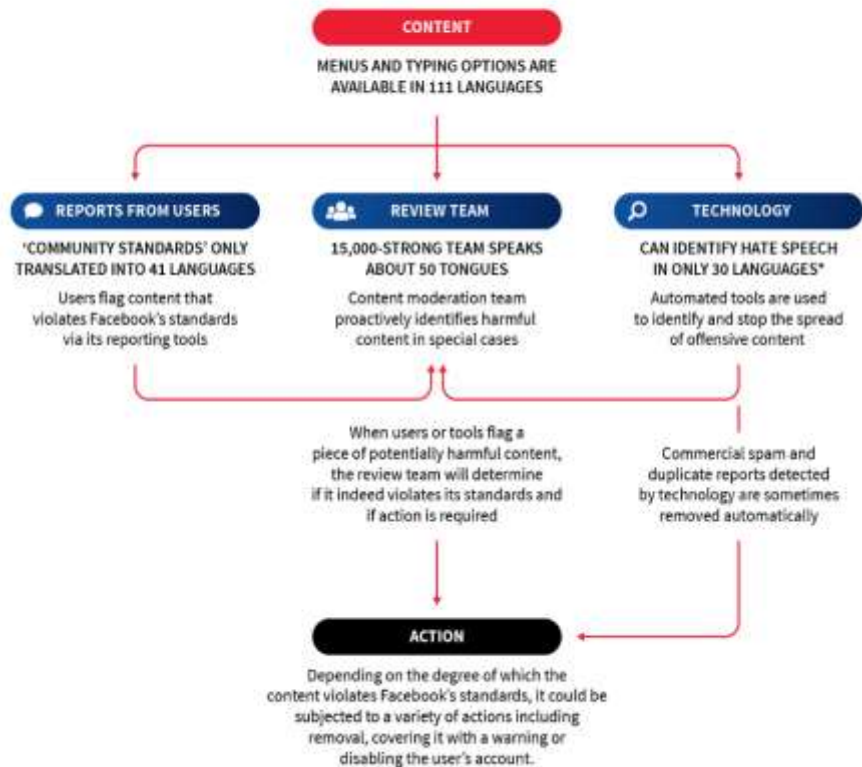 CONTENT
MENUS AND TYPING OPTIONS ARE
AVAILABLE IN 111 LANGUAGES
REPORTS FROM USERS
'COMMUNITY STANDARDS' ONLY
TRANSLATED INTO 41 LANGUAGES
Users flag content that
violates Facebook's standards
via its reporting tools
REVIEW TEAM
15,000-STRONG TEAM SPEAKS
ABOUT 50 TONGUES
Content moderation team
proactively identifies harmful
content in special cases
TECHNOLOGY
CAN IDENTIFY HATE SPEECH
IN ONLY 30 LANGUAGES*
Automated tools are used
to identify and stop the spread
of offensive content
When users or tools flag a
piece of potentially harmful content,
the review team will determine
if it indeed violates its standards and
if action is required
Commercial spam and
duplicate reports detected
by technology are sometimes
removed automatically
ACTION
Depending on the degree of which the
content violates Facebook's standards, it could be
subjected to a variety of actions including
removal, covering it with a warning or
disabling the user's account.